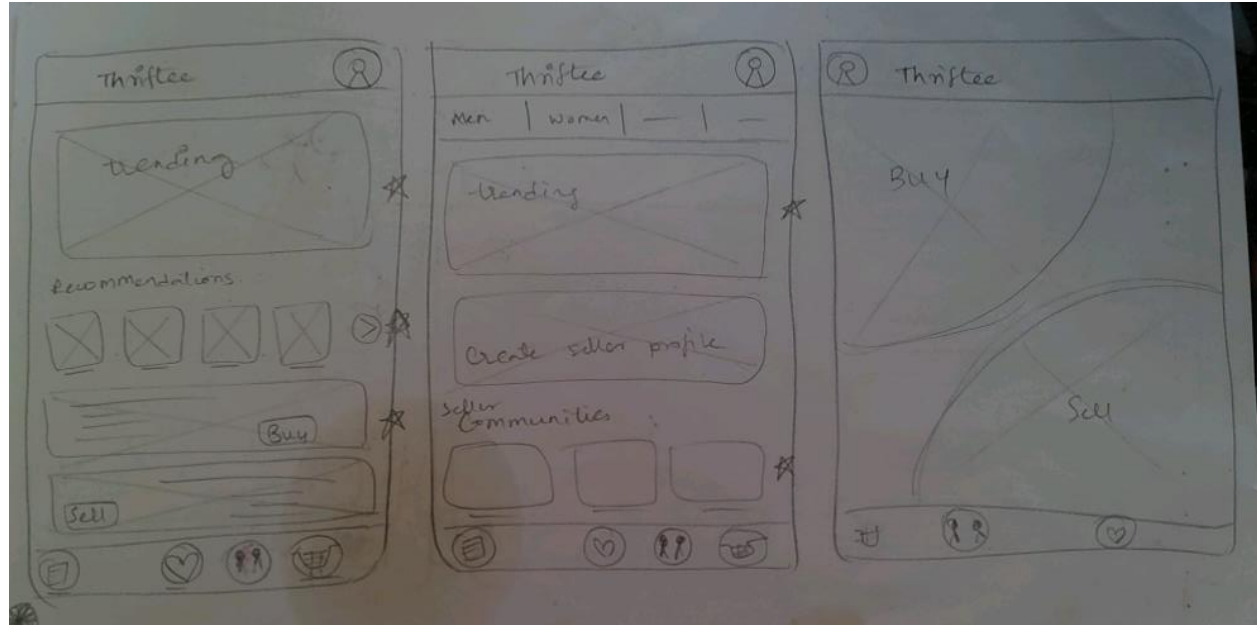 Thriftee
trending
Recommendations
Buy
Sell
Thriftee
Men | Women | — | —
trending
Create seller profile
Seller
Communities
Thriftee
BUY
Sell